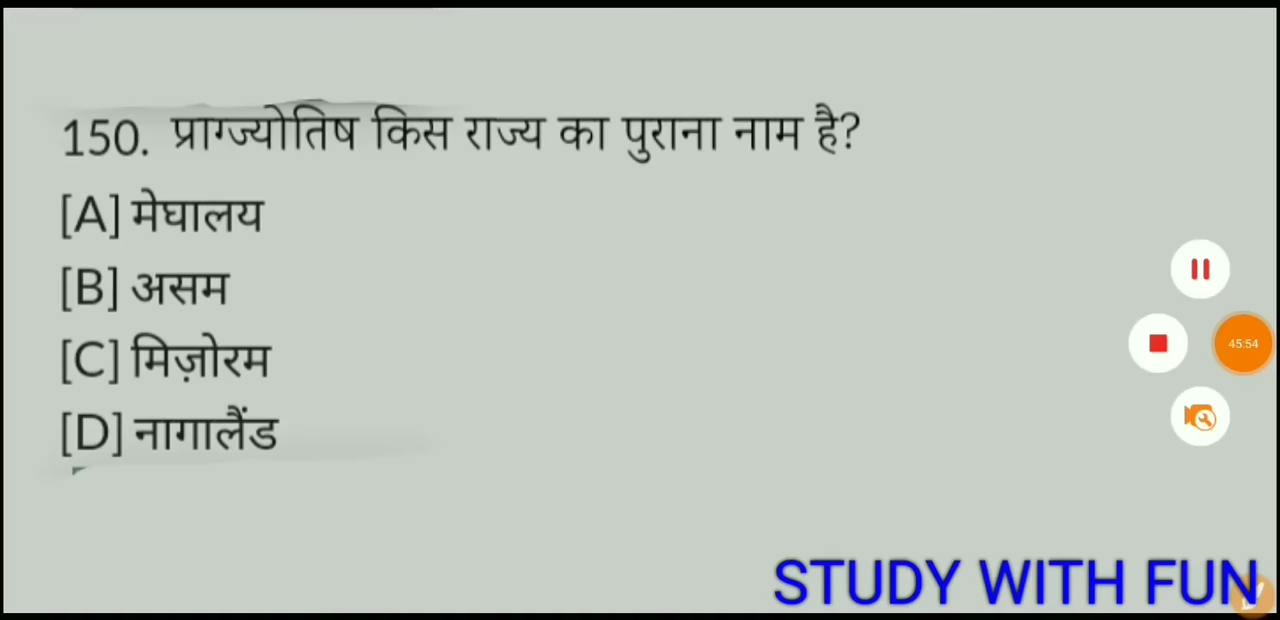 150. प्राग्ज्योतिष किस राज्य का पुराना नाम है?
[A] मेघालय
[B] असम
[C] मिज़ोरम
[D] नागालैंड
45:54
STUDY WITH FUN